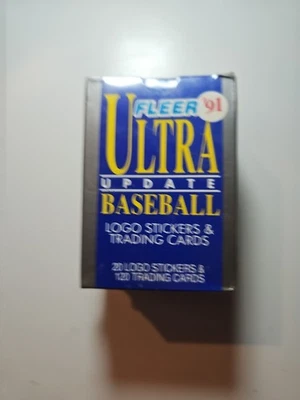 FLEER '91
ULTRA
UPDATE
BASEBALL
LOGO STICKERS &
TRADING CARDS
20 LOGO STICKERS &
120 TRADING CARDS